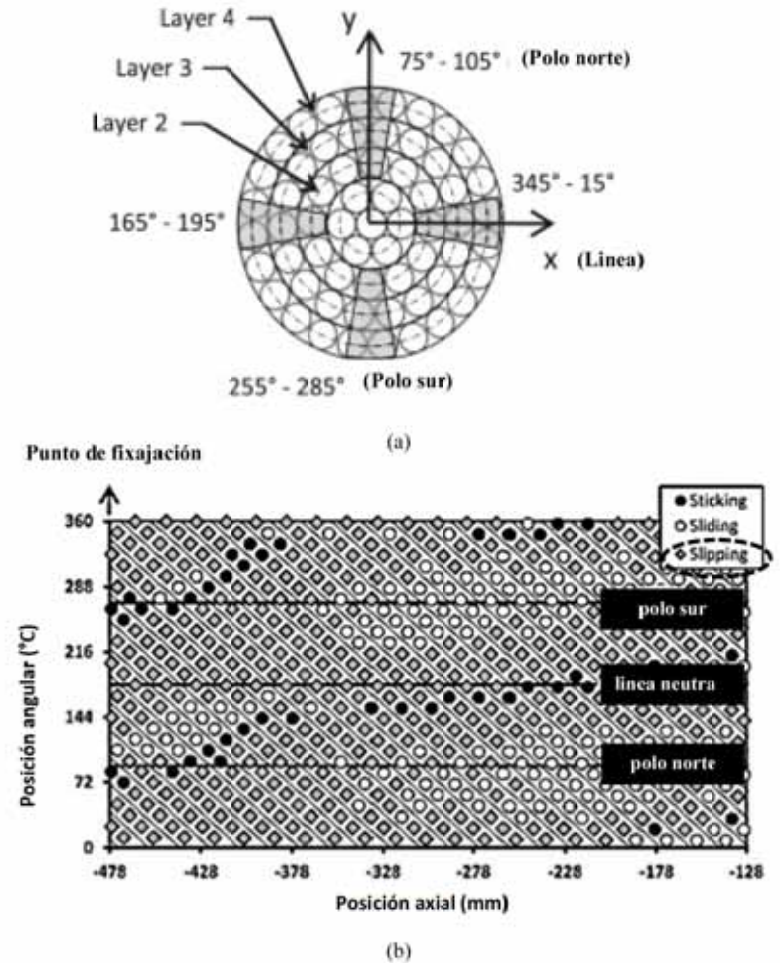 Layer 4
y
75° - 105° (Polo norte)
Layer 3
Layer 2
345° - 15°
165° - 195°
x (Linea)
255° - 285° (Polo sur)
(a)
Punto de fixajación
Sticking
Sliding
Slipping
360
288
216
144
72
0
Posición angular (°C)
polo sur
linea neutra
polo norte
-478 -428 -378 -328 -278 -228 -178 -128
Posición axial (mm)
(b)